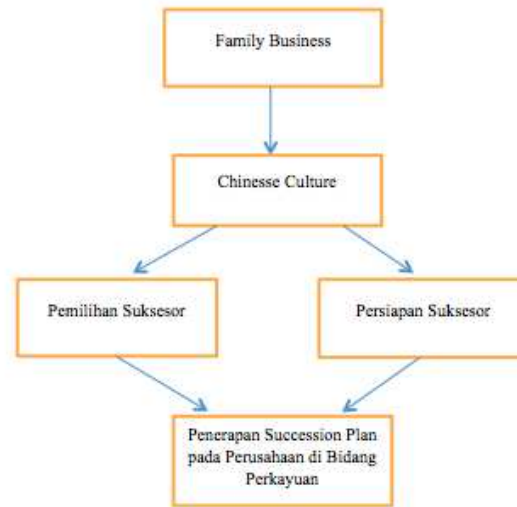 Family Business
Chinesse Culture
Pemilihan Suksesor
Persiapan Suksesor
Penerapan Succession Plan
pada Perusahaan di Bidang
Perkayuan